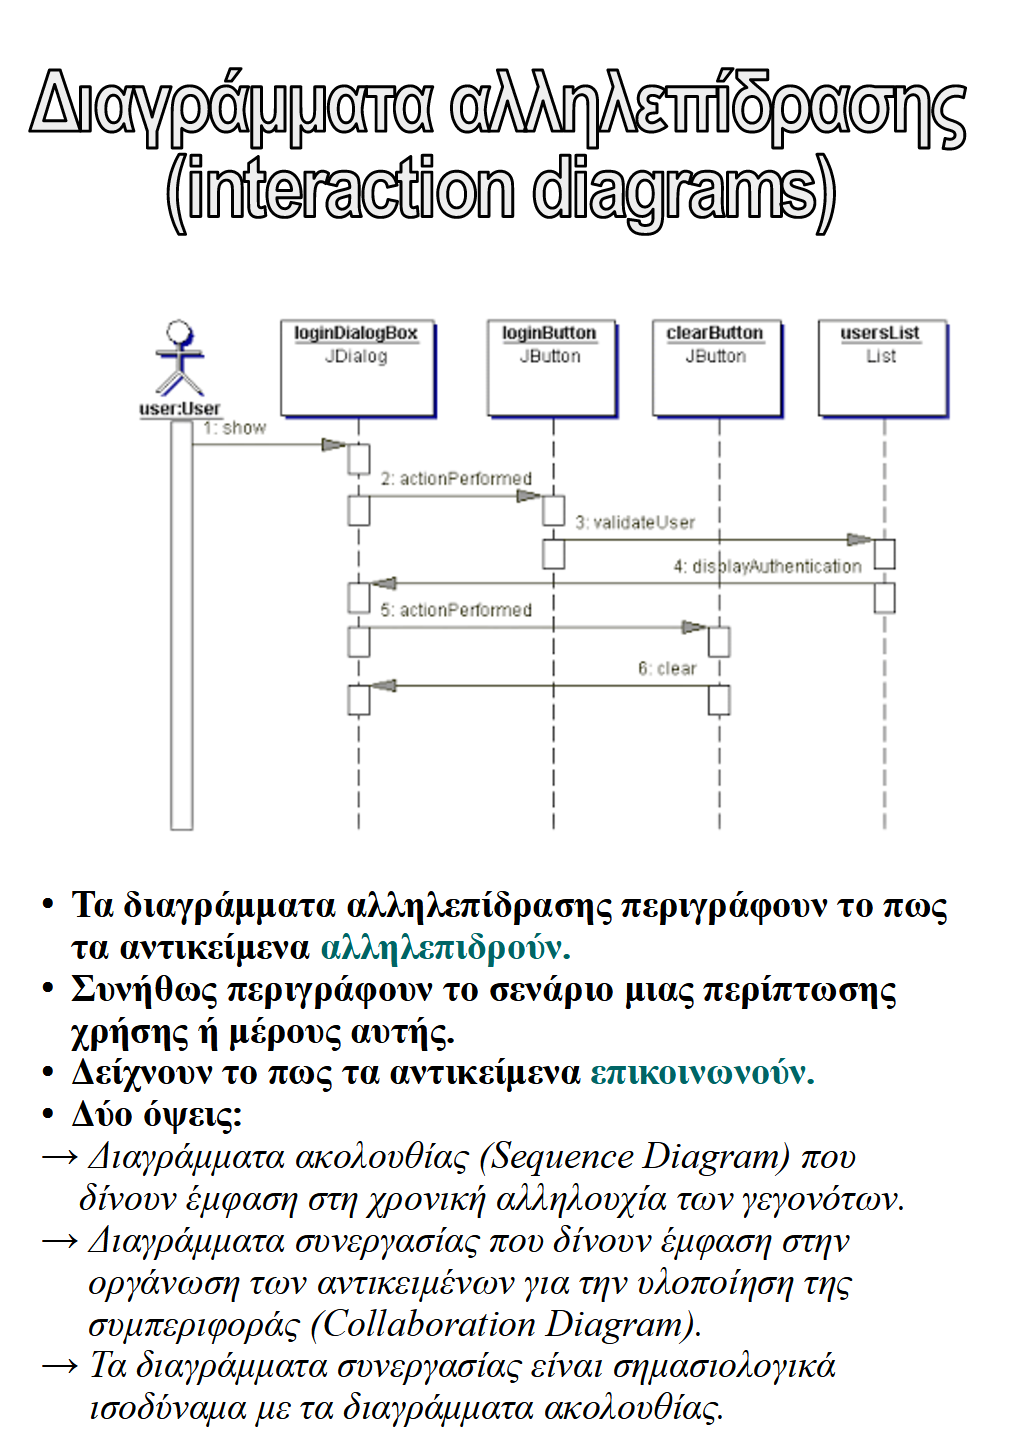 Διαγράμματα αλληλεπίδρασης
(interaction diagrams)
loginDialogBox
JDialog
loginButton
JButton
clearButton
JButton
usersList
List
user:User
1: show
2: actionPerformed
3: validateUser
4: displayAuthentication
5: actionPerformed
6: clear
• Τα διαγράμματα αλληλεπίδρασης περιγράφουν το πως
τα αντικείμενα αλληλεπιδρούν.
• Συνήθως περιγράφουν το σενάριο μιας περίπτωσης
χρήσης ή μέρους αυτής.
• Δείχνουν το πως τα αντικείμενα επικοινωνούν.
• Δύο όψεις:
→ Διαγράμματα ακολουθίας (Sequence Diagram) που
δίνουν έμφαση στη χρονική αλληλουχία των γεγονότων.
→ Διαγράμματα συνεργασίας που δίνουν έμφαση στην
οργάνωση των αντικειμένων για την υλοποίηση της
συμπεριφοράς (Collaboration Diagram).
→ Τα διαγράμματα συνεργασίας είναι σημασιολογικά
ισοδύναμα με τα διαγράμματα ακολουθίας.